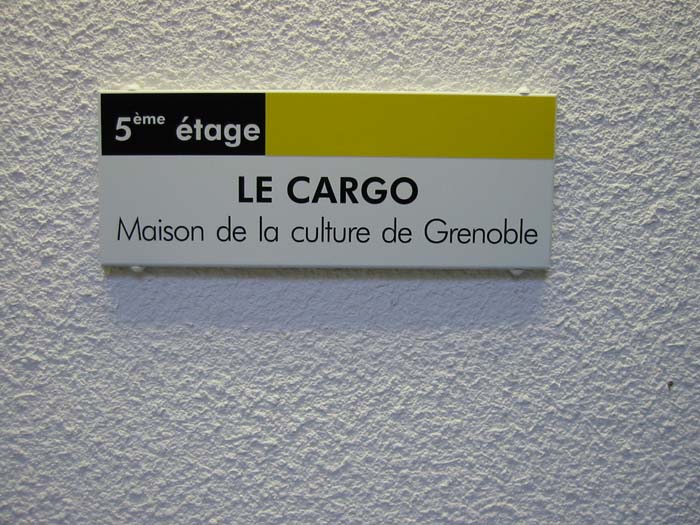 5ème étage
LE CARGO
Maison de la culture de Grenoble